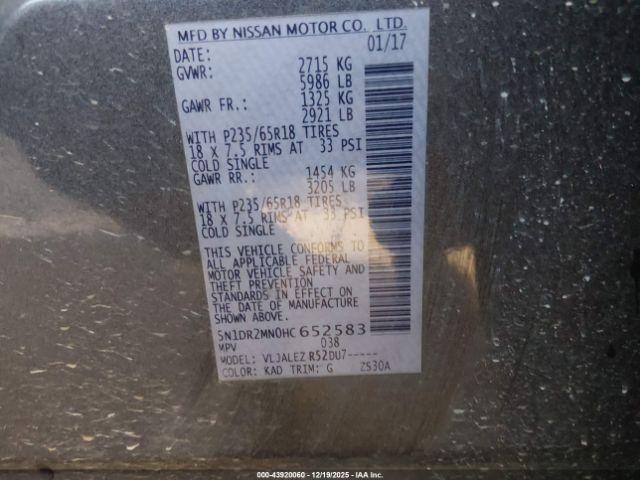 MFD BY NISSAN MOTOR CO., LTD.
DATE: 01/17
GVWR: 2715 KG
5986 LB
GAWR FR.: 1325 KG
2921 LB
WITH P235/65R18 TIRES
18 X 7.5 RIMS AT 33 PSI
COLD SINGLE
GAWR RR.: 1454 KG
3205 LB
WITH P235/65R18 TIRES
18 X 7.5 RIMS AT 33 PSI
COLD SINGLE
THIS VEHICLE CONFORMS TO
ALL APPLICABLE FEDERAL
MOTOR VEHICLE SAFETY AND
THEFT PREVENTION
STANDARDS IN EFFECT ON
THE DATE OF MANUFACTURE
SHOWN ABOVE.
5N1DR2MN0HC652583
MPV 038
MODEL: VLJALEZ R52DU7-----
COLOR: KAD TRIM: G ZS30A
000-43920060 - 12/19/2025 - IAA Inc.